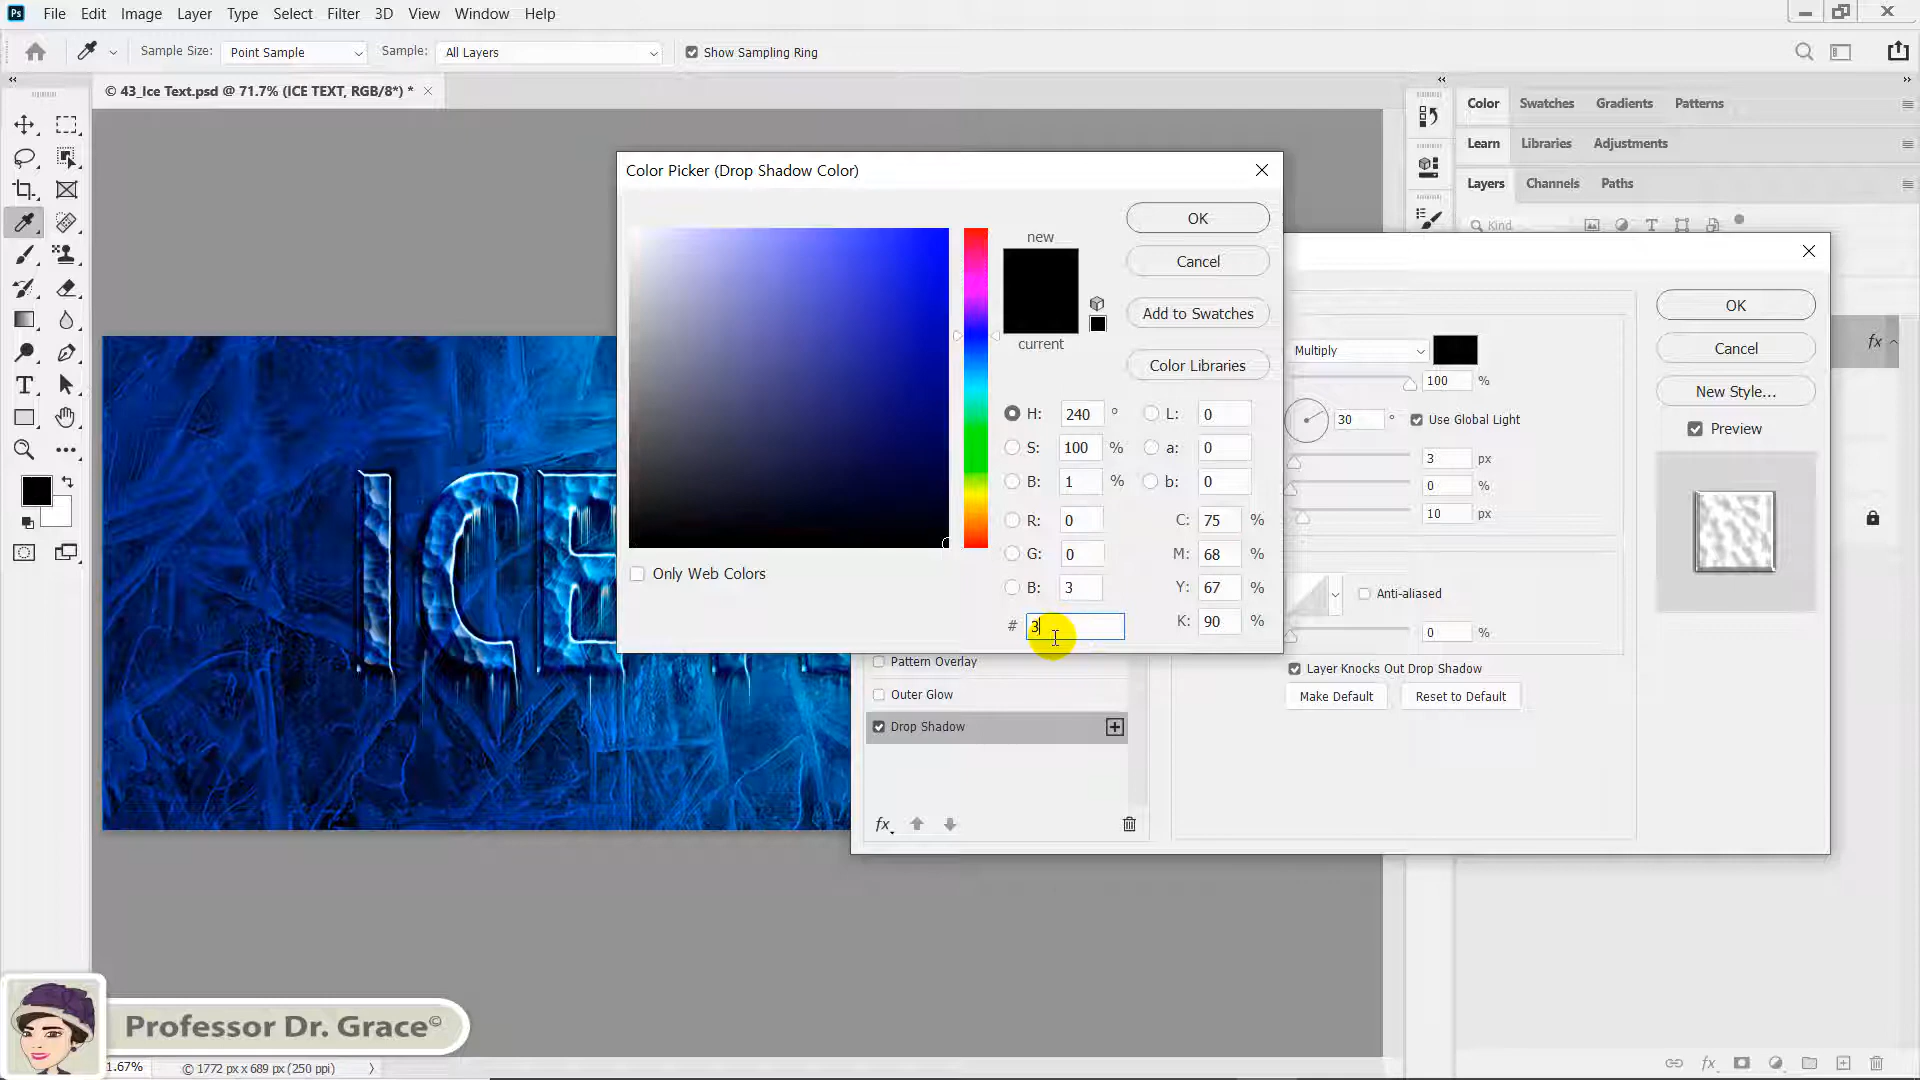 Ps File Edit Image Layer Type Select Filter 3D View Window Help
Sample Size: Point Sample Sample: All Layers Show Sampling Ring
© 43_Ice Text.psd @ 71.7% (ICE TEXT, RGB/8*) *
Color Swatches Gradients Patterns
Learn Libraries Adjustments
Layers Channels Paths
Kind
Color Picker (Drop Shadow Color)
new
current
OK
Cancel
Add to Swatches
Color Libraries
H: 240 ° L: 0
S: 100 % a: 0
B: 1 % b: 0
R: 0 C: 75 %
G: 0 M: 68 %
B: 3 Y: 67 %
# 3 K: 90 %
Only Web Colors
Multiply
100 %
30 ° Use Global Light
3 px
0 %
10 px
Anti-aliased
0 %
Layer Knocks Out Drop Shadow
Make Default Reset to Default
OK
Cancel
New Style...
Preview
fx
Pattern Overlay
Outer Glow
Drop Shadow
fx
ICE
Professor Dr. Grace©
1.67% © 1772 px x 689 px (250 ppi)
fx